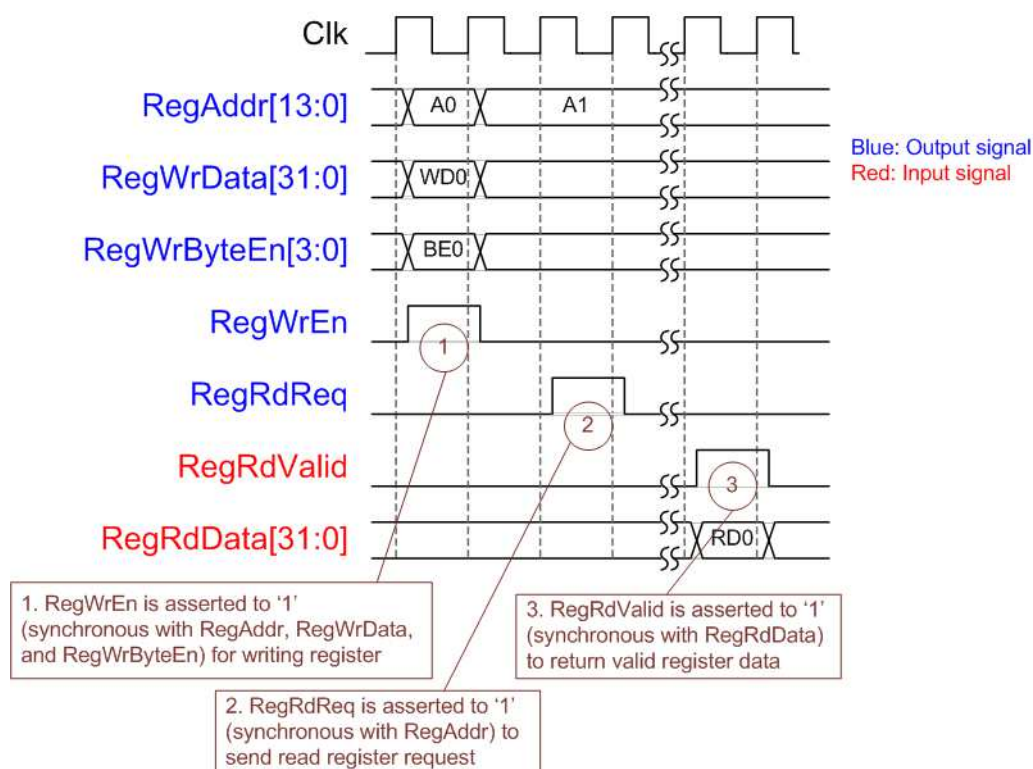 Clk
RegAddr[13:0]
A0
A1
Blue: Output signal
Red: Input signal
RegWrData[31:0]
WD0
RegWrByteEn[3:0]
BE0
RegWrEn
1
RegRdReq
2
RegRdValid
3
RegRdData[31:0]
RD0
1. RegWrEn is asserted to ‘1’
(synchronous with RegAddr, RegWrData,
and RegWrByteEn) for writing register
3. RegRdValid is asserted to ‘1’
(synchronous with RegRdData)
to return valid register data
2. RegRdReq is asserted to ‘1’
(synchronous with RegAddr) to
send read register request